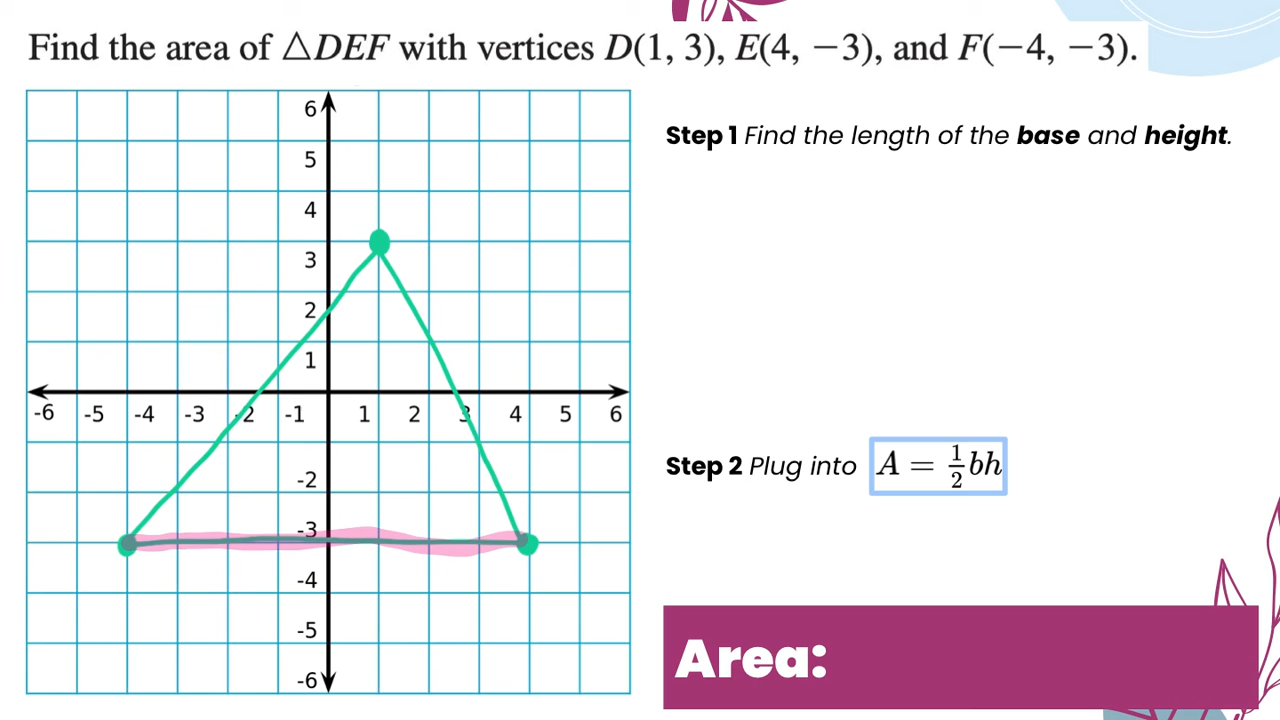 Find the area of △DEF with vertices D(1, 3), E(4, −3), and F(−4, −3).
6
5
4
3
2
1
-6 -5 -4 -3 -2 -1 1 2 3 4 5 6
-2
-3
-4
-5
-6
Step 1 Find the length of the base and height.
Step 2 Plug into A = 1/2 bh
Area: